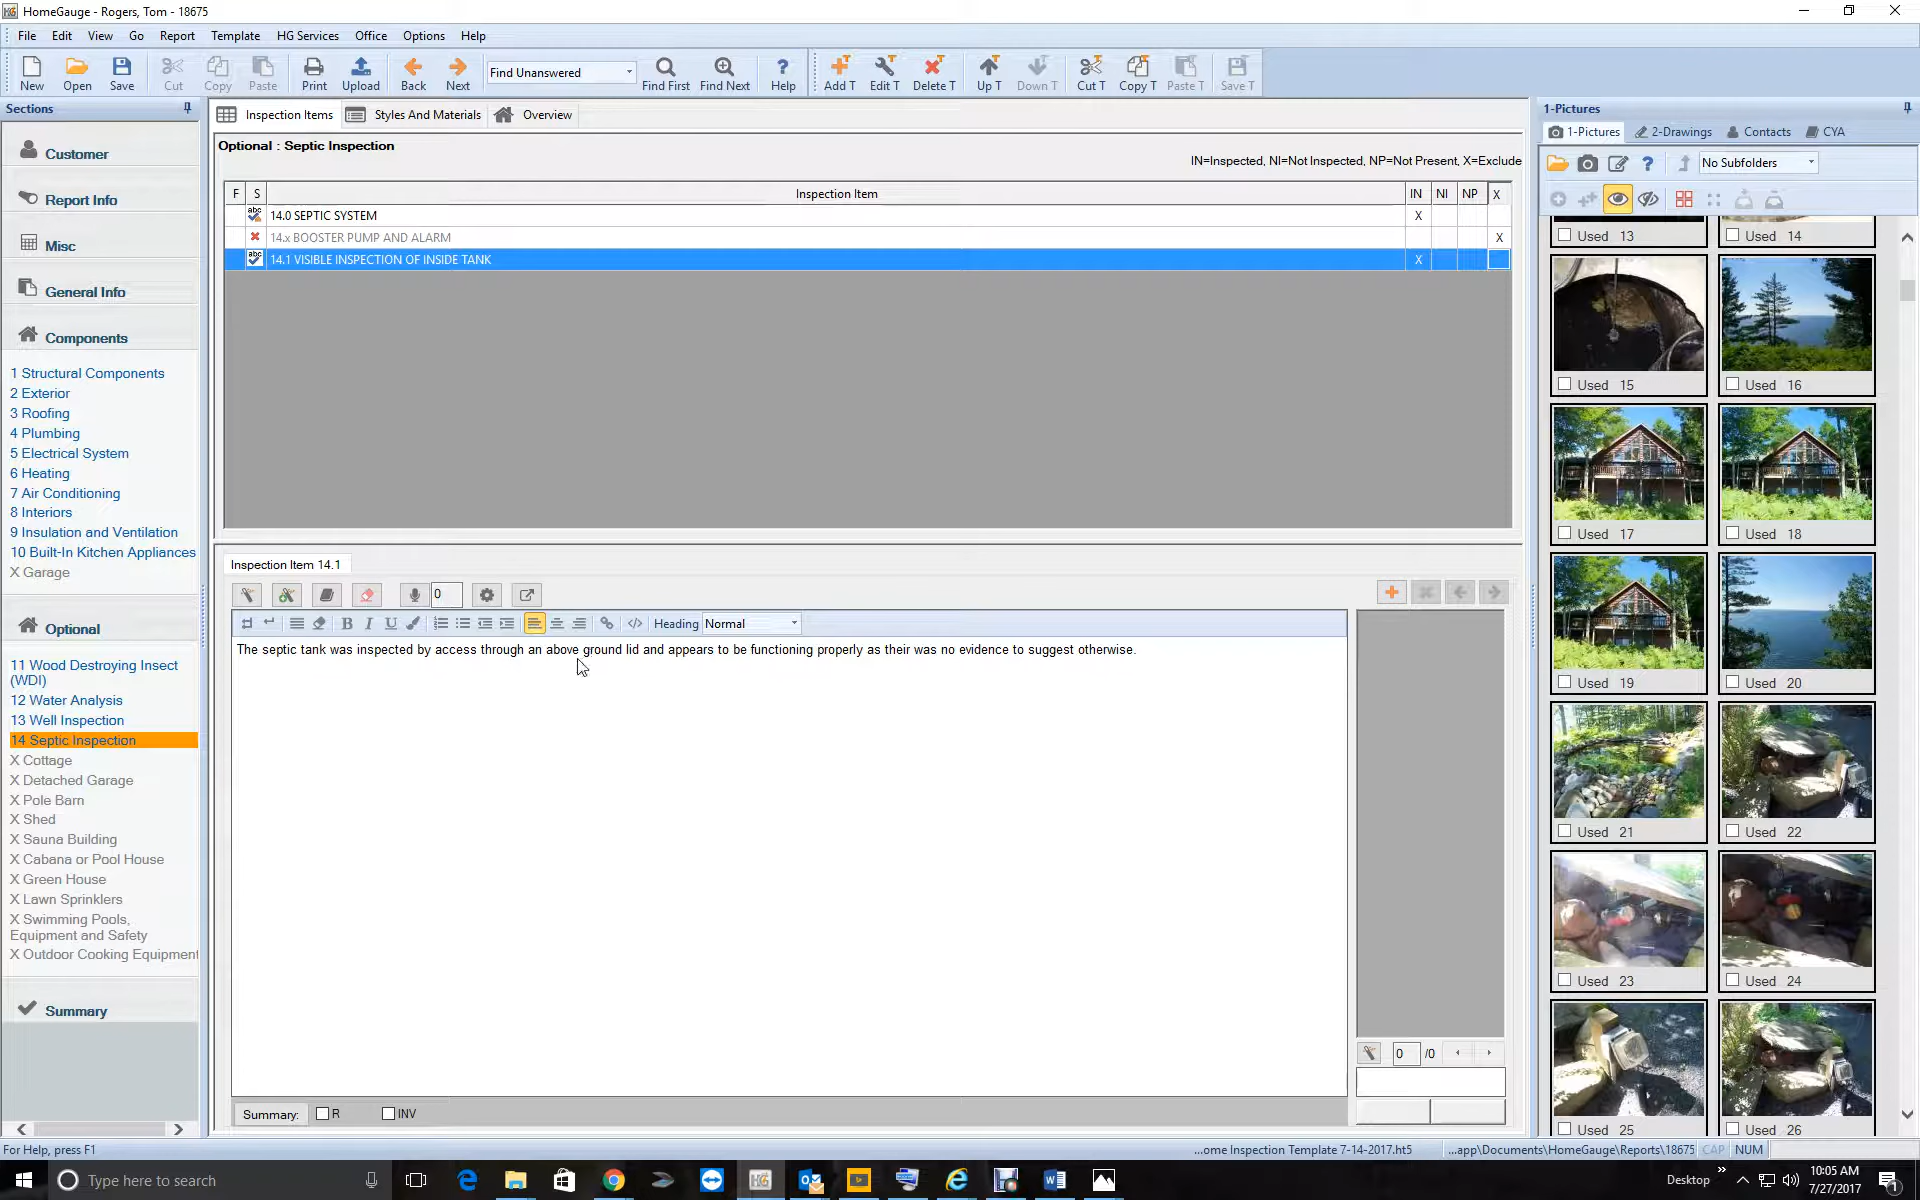 HomeGauge - Rogers, Tom - 18675
File Edit View Go Report Template HG Services Office Options Help
New Open Save Cut Copy Paste Print Upload Back Next Find Unanswered Find First Find Next Help Add T Edit T Delete T Up T Down T Cut T Copy T Paste T Save T
Sections
Customer
Report Info
Misc
General Info
Components
1 Structural Components
2 Exterior
3 Roofing
4 Plumbing
5 Electrical System
6 Heating
7 Air Conditioning
8 Interiors
9 Insulation and Ventilation
10 Built-In Kitchen Appliances
X Garage
Optional
11 Wood Destroying Insect
(WDI)
12 Water Analysis
13 Well Inspection
14 Septic Inspection
X Cottage
X Detached Garage
X Pole Barn
X Shed
X Sauna Building
X Cabana or Pool House
X Green House
X Lawn Sprinklers
X Swimming Pools,
Equipment and Safety
X Outdoor Cooking Equipment
Summary
Inspection Items Styles And Materials Overview
Optional : Septic Inspection
IN=Inspected, NI=Not Inspected, NP=Not Present, X=Exclude
F S Inspection Item IN NI NP X
abc 14.0 SEPTIC SYSTEM X
14.x BOOSTER PUMP AND ALARM X
abc 14.1 VISIBLE INSPECTION OF INSIDE TANK X
Inspection Item 14.1
0
B I U Heading Normal
The septic tank was inspected by access through an above ground lid and appears to be functioning properly as their was no evidence to suggest otherwise.
0 /0
Summary: R INV
1-Pictures
1-Pictures 2-Drawings Contacts CYA
No Subfolders
Used 13 Used 14
Used 15 Used 16
Used 17 Used 18
Used 19 Used 20
Used 21 Used 22
Used 23 Used 24
Used 25 Used 26
For Help, press F1 ...ome Inspection Template 7-14-2017.ht5 ...app\Documents\HomeGauge\Reports\18675 CAP NUM
Type here to search Desktop 10:05 AM
7/27/2017